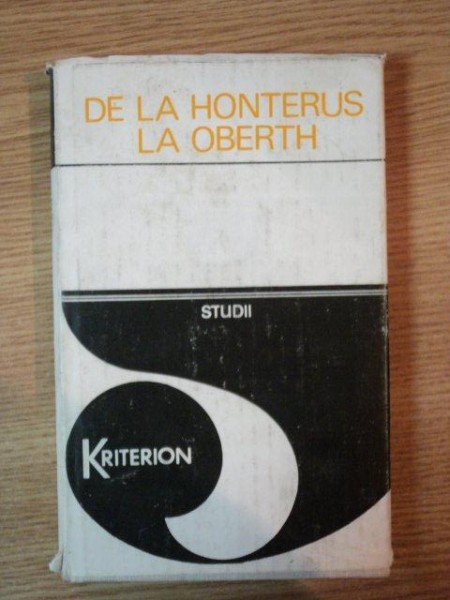 DE LA HONTERUS
LA OBERTH
STUDII
KRITERION